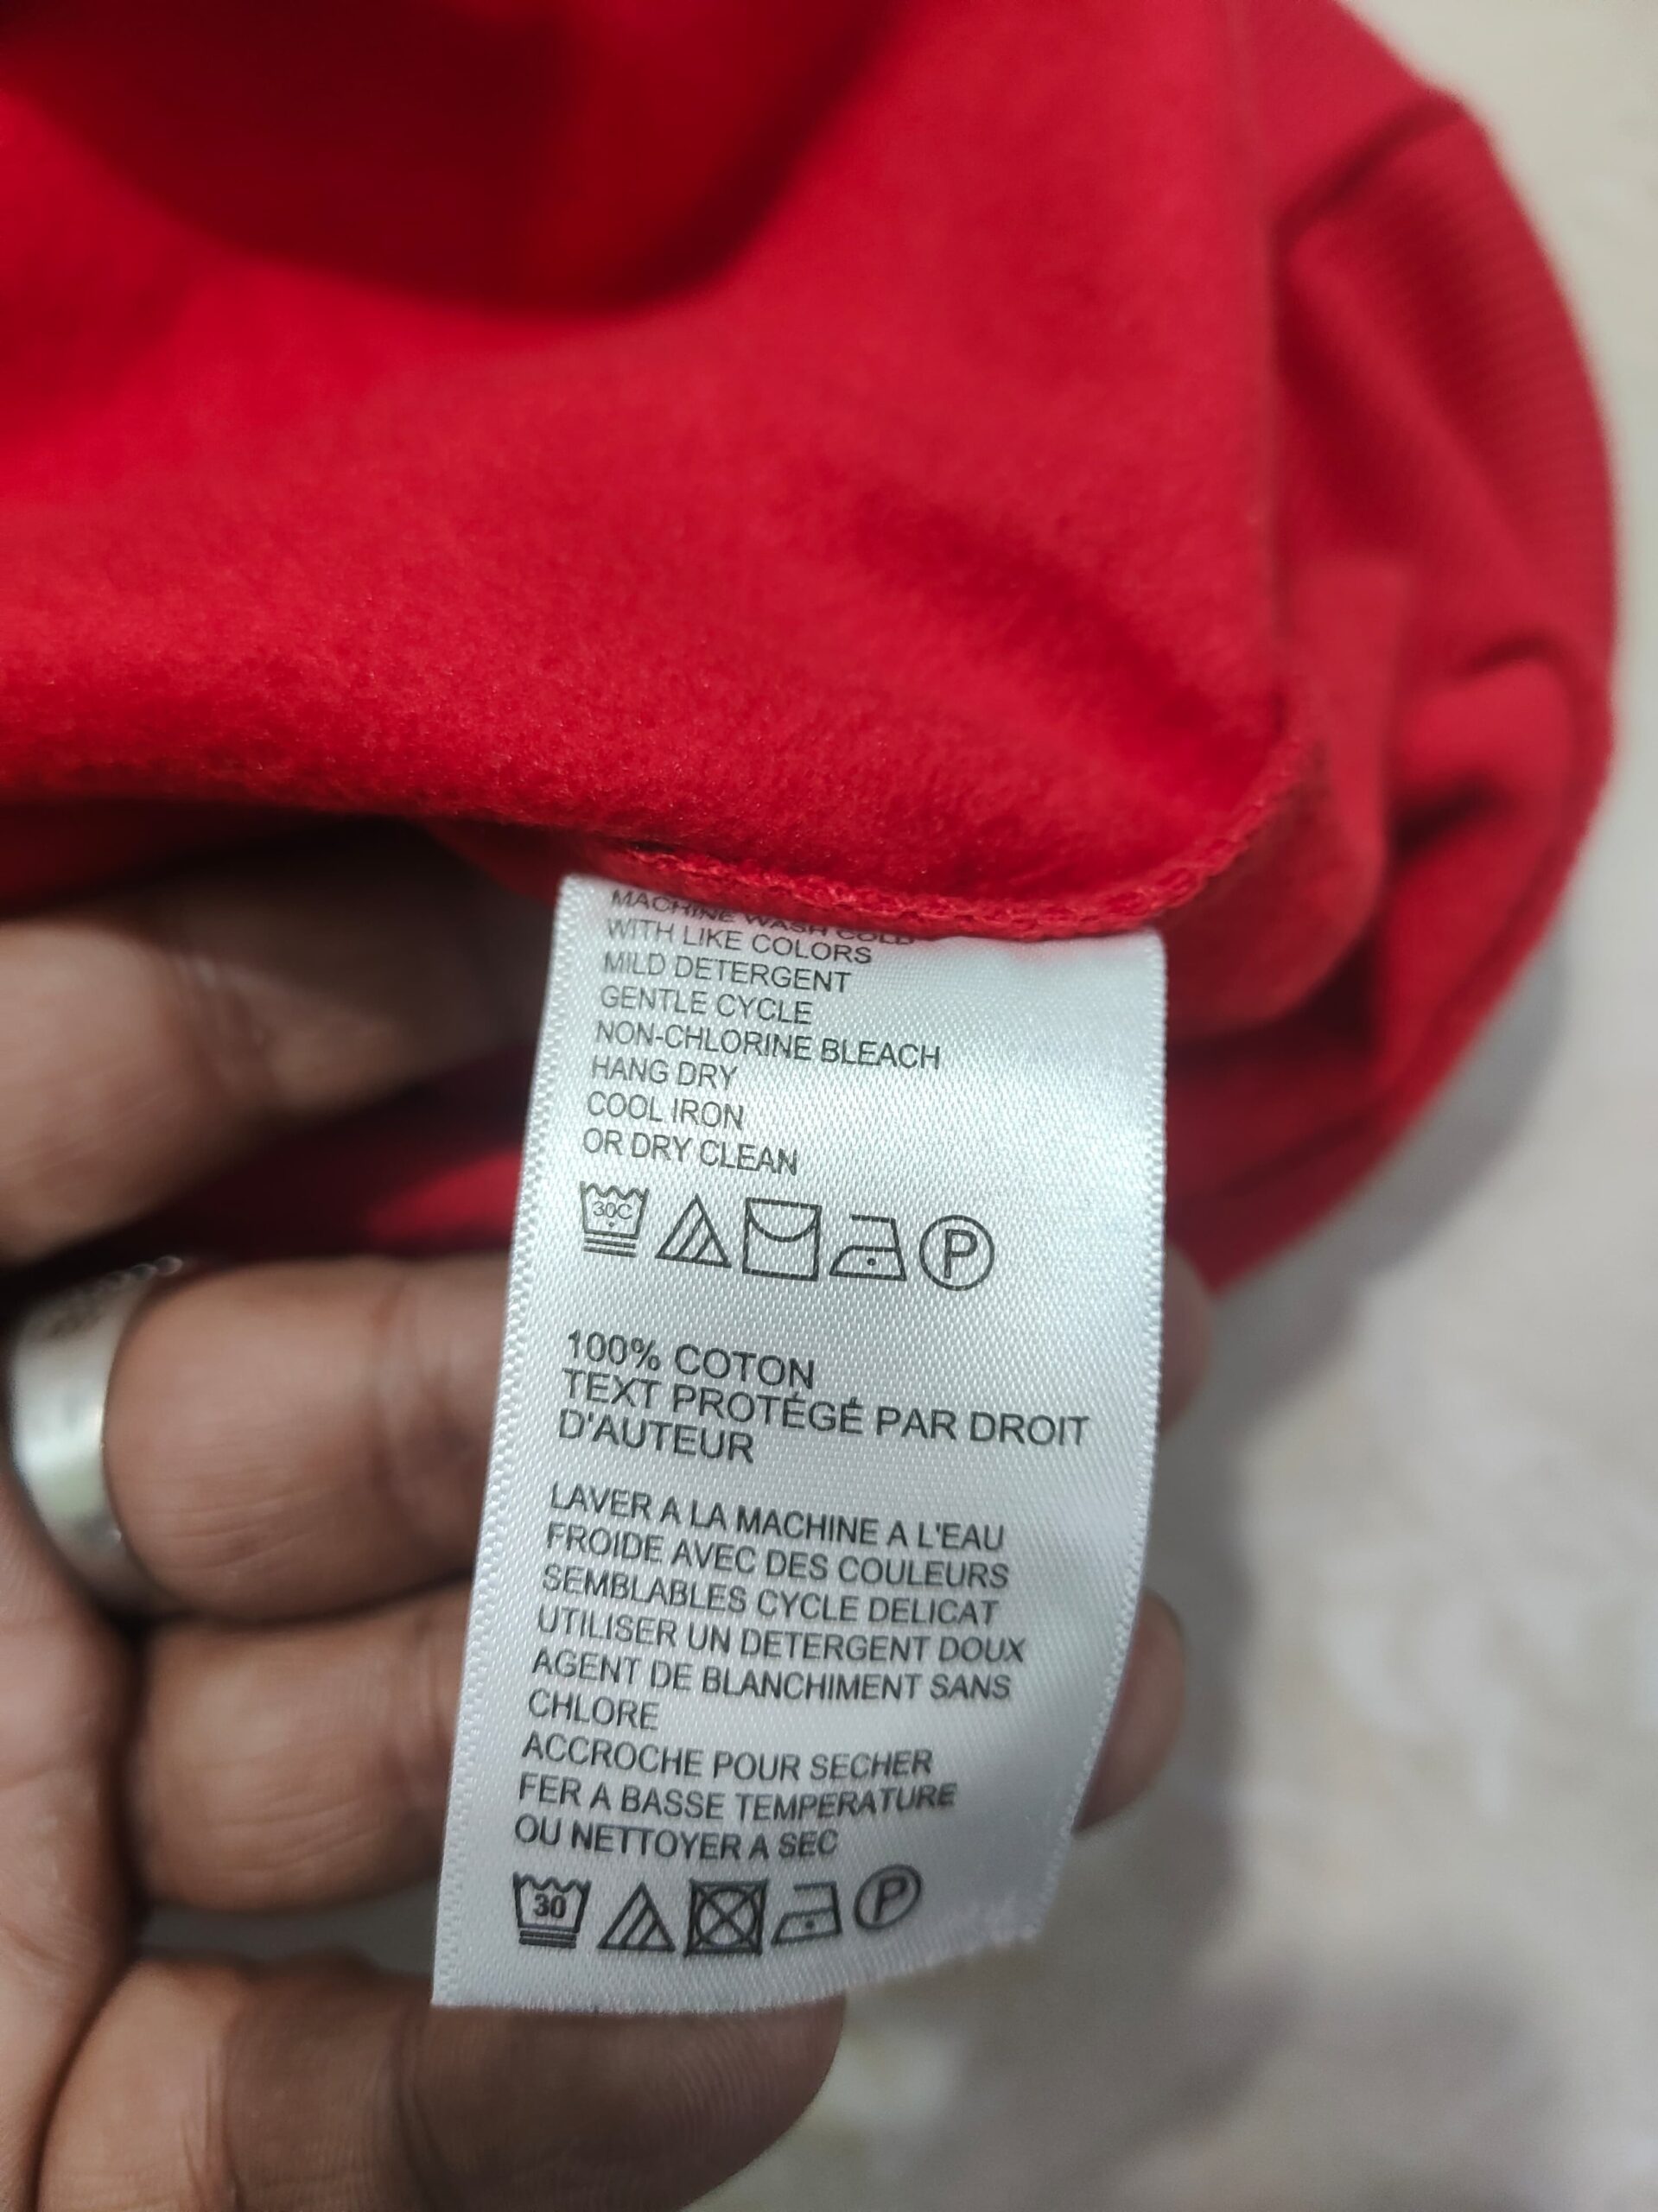 MACHINE WASH COLD
WITH LIKE COLORS
MILD DETERGENT
GENTLE CYCLE
NON-CHLORINE BLEACH
HANG DRY
COOL IRON
OR DRY CLEAN
30C P
100% COTON
TEXT PROTÉGÉ PAR DROIT
D'AUTEUR
LAVER A LA MACHINE A L'EAU
FROIDE AVEC DES COULEURS
SEMBLABLES CYCLE DELICAT
UTILISER UN DETERGENT DOUX
AGENT DE BLANCHIMENT SANS
CHLORE
ACCROCHE POUR SECHER
FER A BASSE TEMPERATURE
OU NETTOYER A SEC
30 P